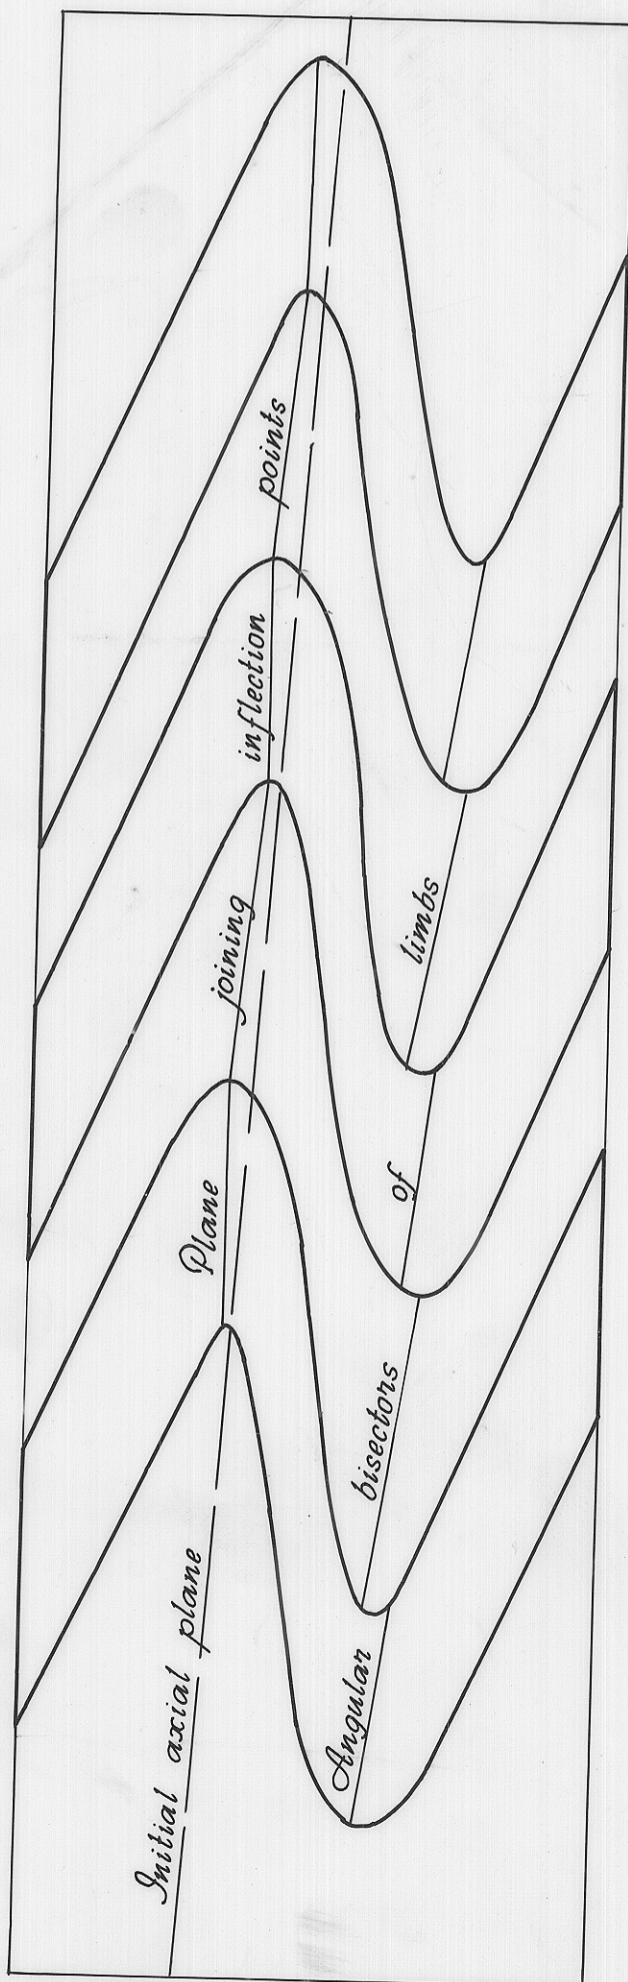 Initial axial plane
Plane joining inflection points
Angular bisectors of limbs